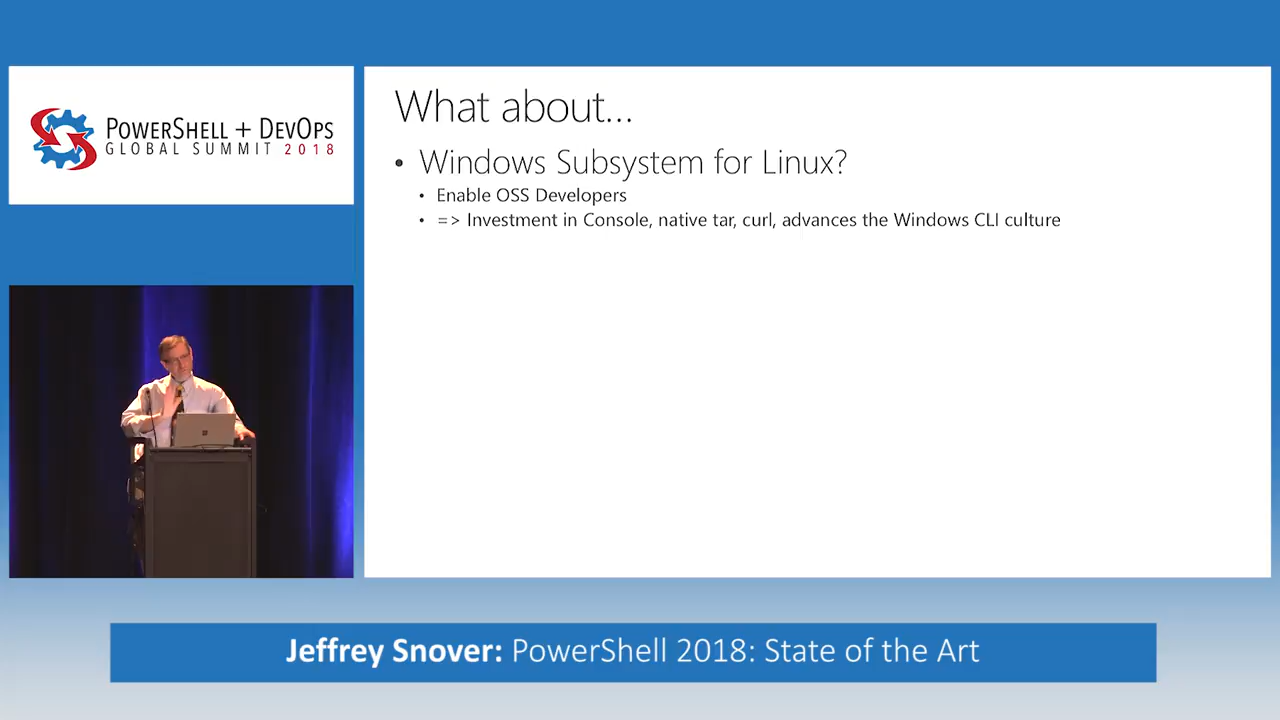 POWERSHELL + DEVOPS
GLOBAL SUMMIT 2018
What about...
• Windows Subsystem for Linux?
• Enable OSS Developers
• => Investment in Console, native tar, curl, advances the Windows CLI culture
Jeffrey Snover: PowerShell 2018: State of the Art